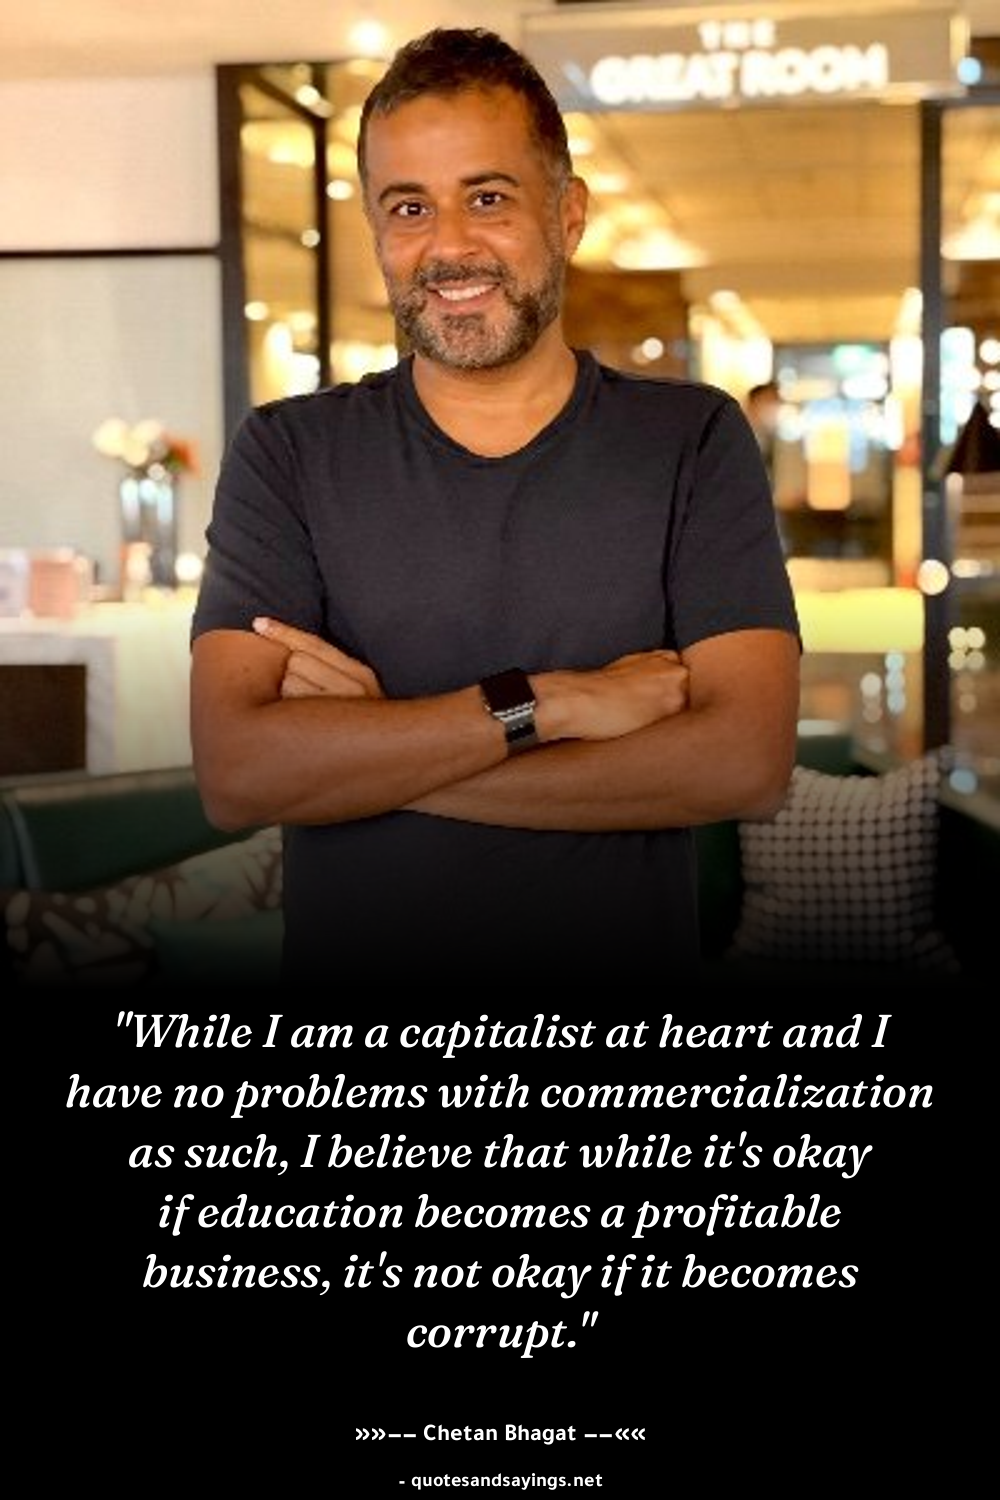 THE
GREAT ROOM
"While I am a capitalist at heart and I
have no problems with commercialization
as such, I believe that while it's okay
if education becomes a profitable
business, it's not okay if it becomes
corrupt."
»»–– Chetan Bhagat ––««
- quotesandsayings.net